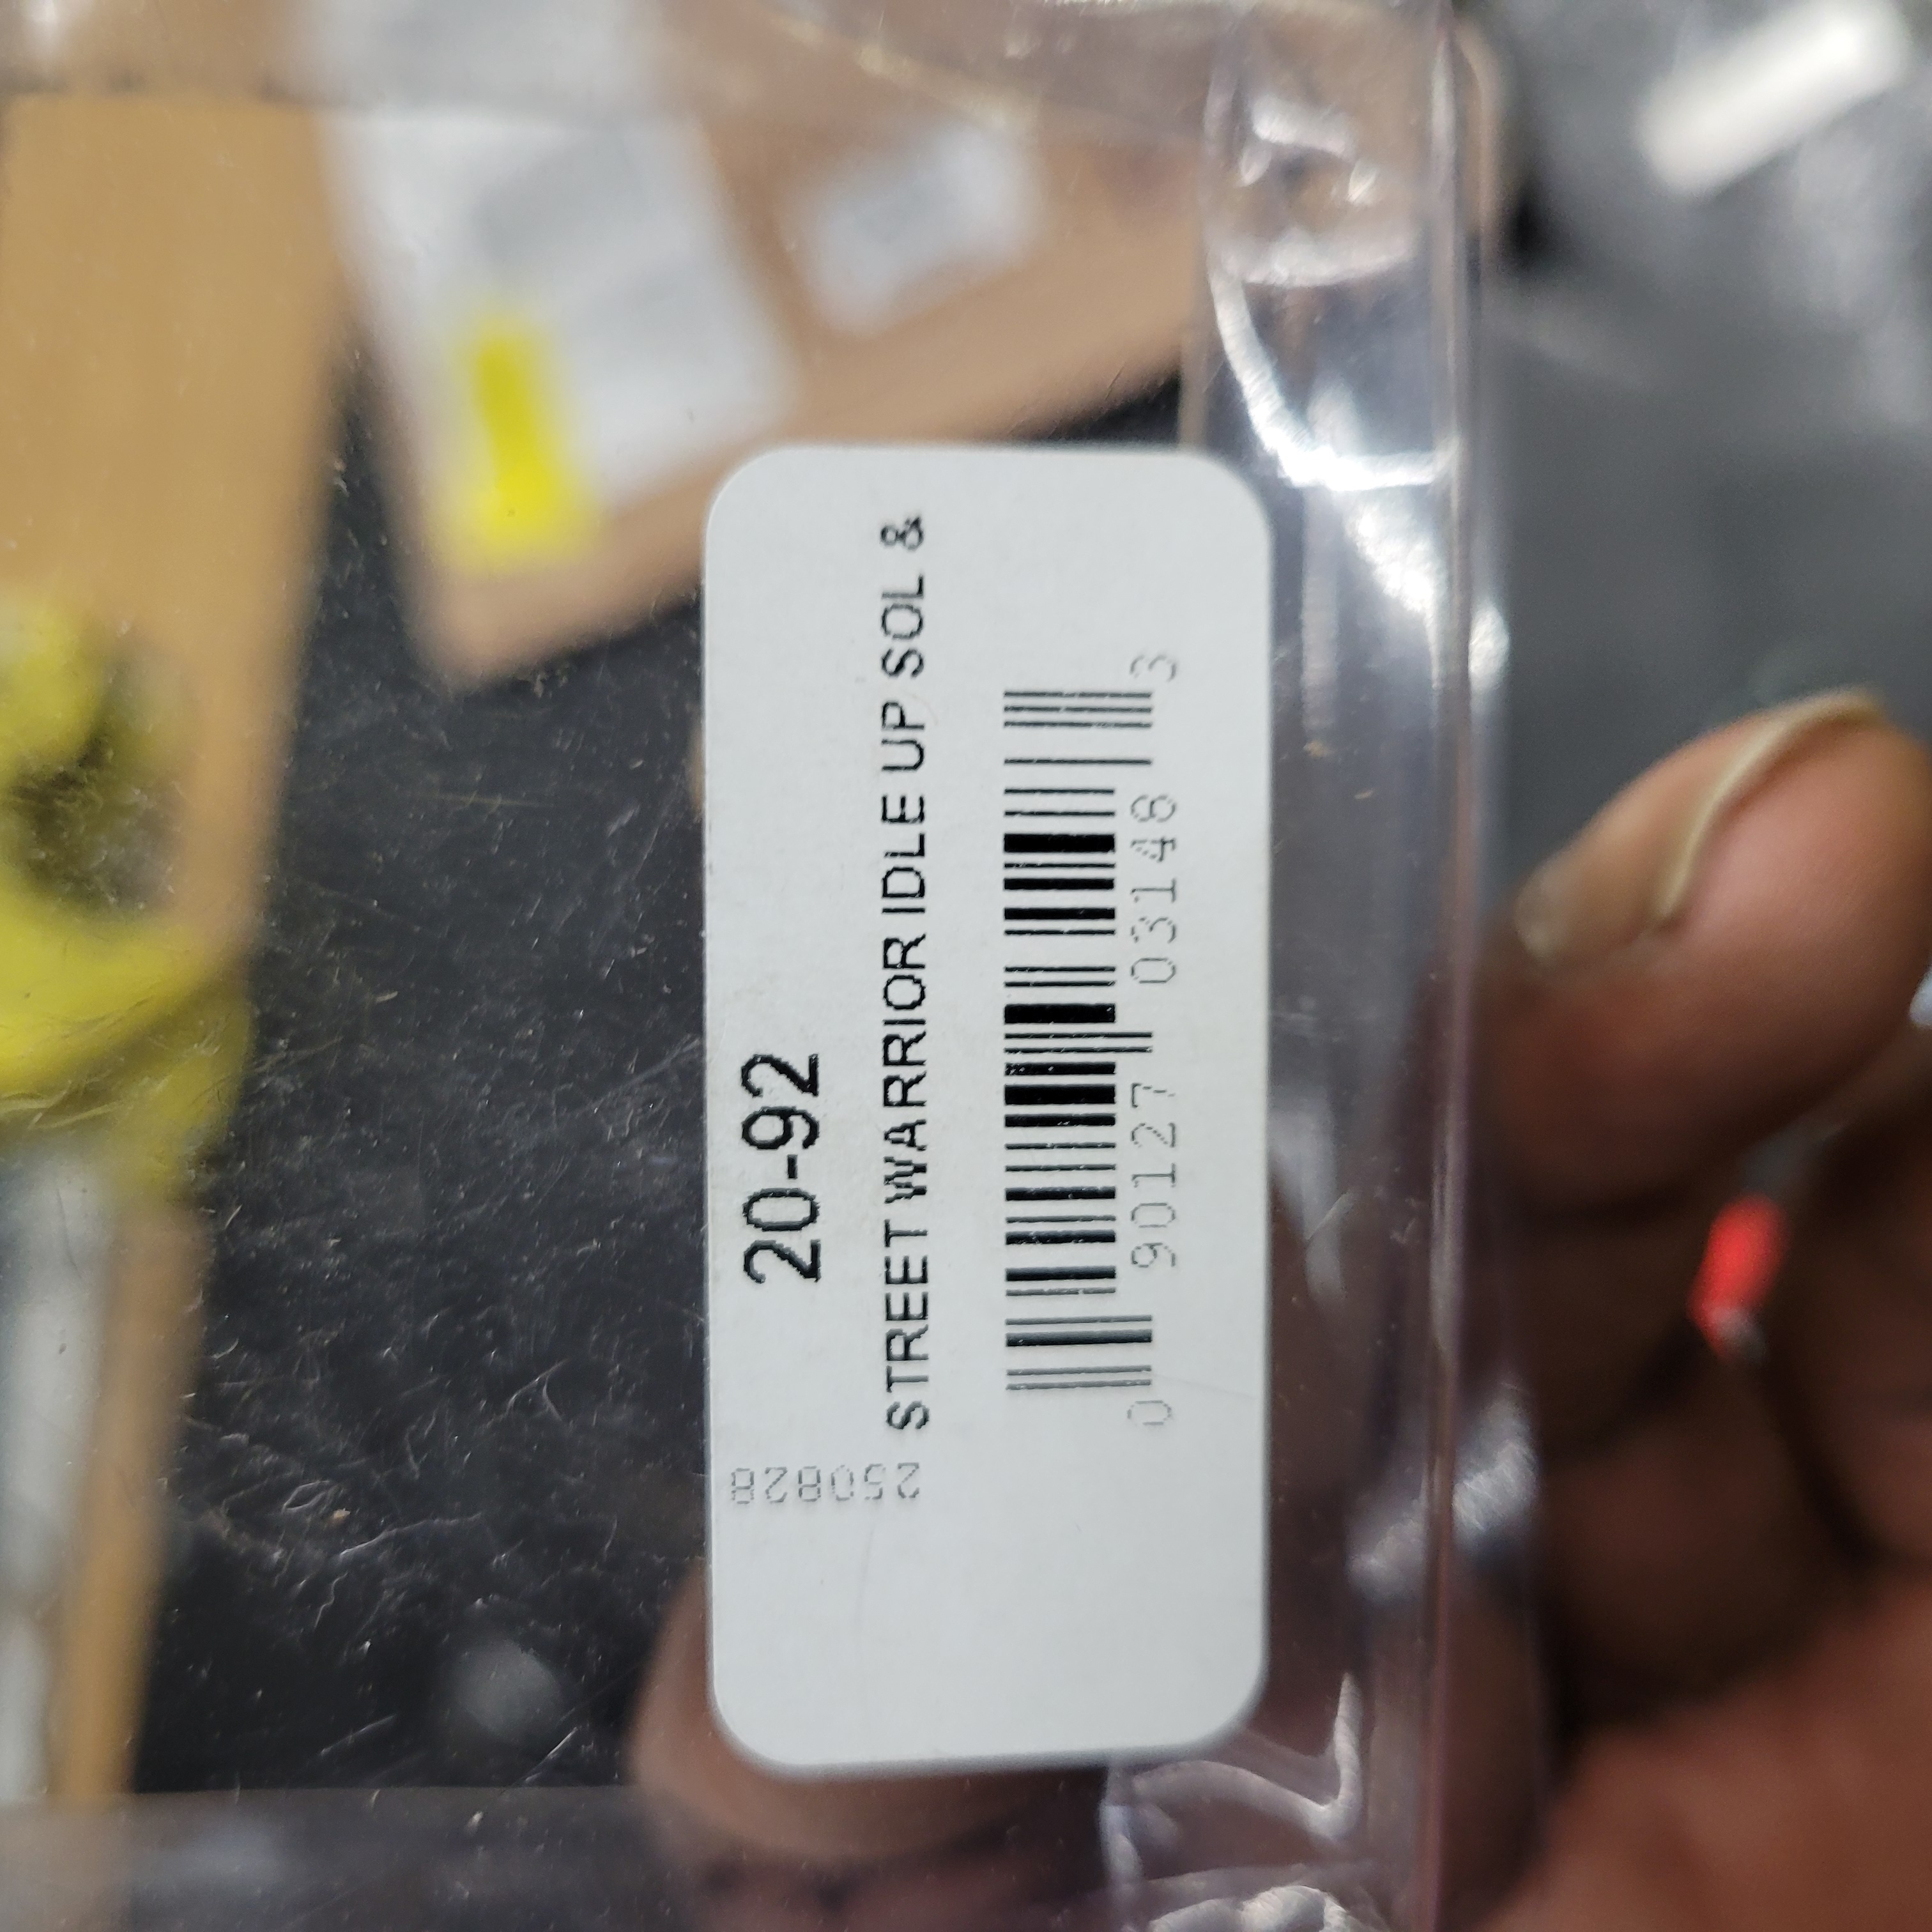 20-92
STREET WARRIOR IDLE UP SOL &
0 90127 03148 3
250828